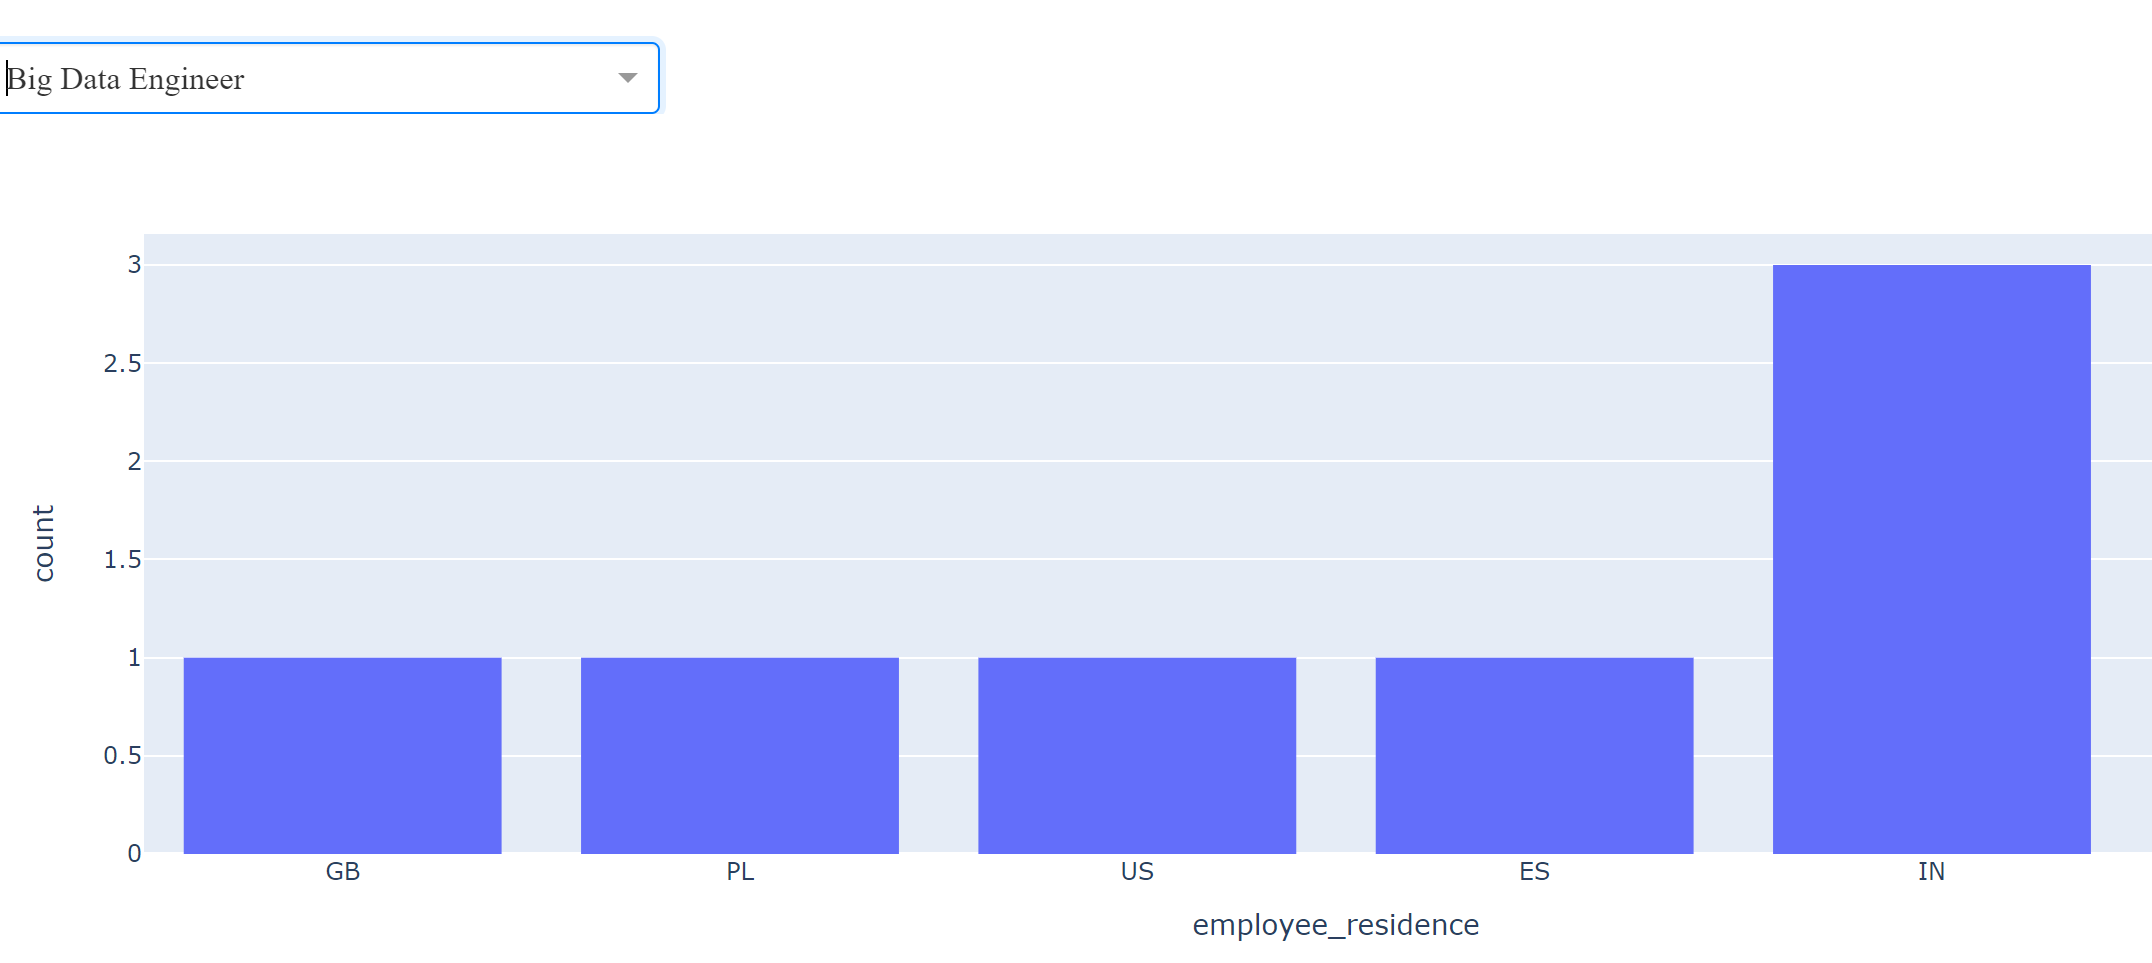 Big Data Engineer
3
2.5
2
1.5
1
0.5
0
count
GB PL US ES IN
employee_residence